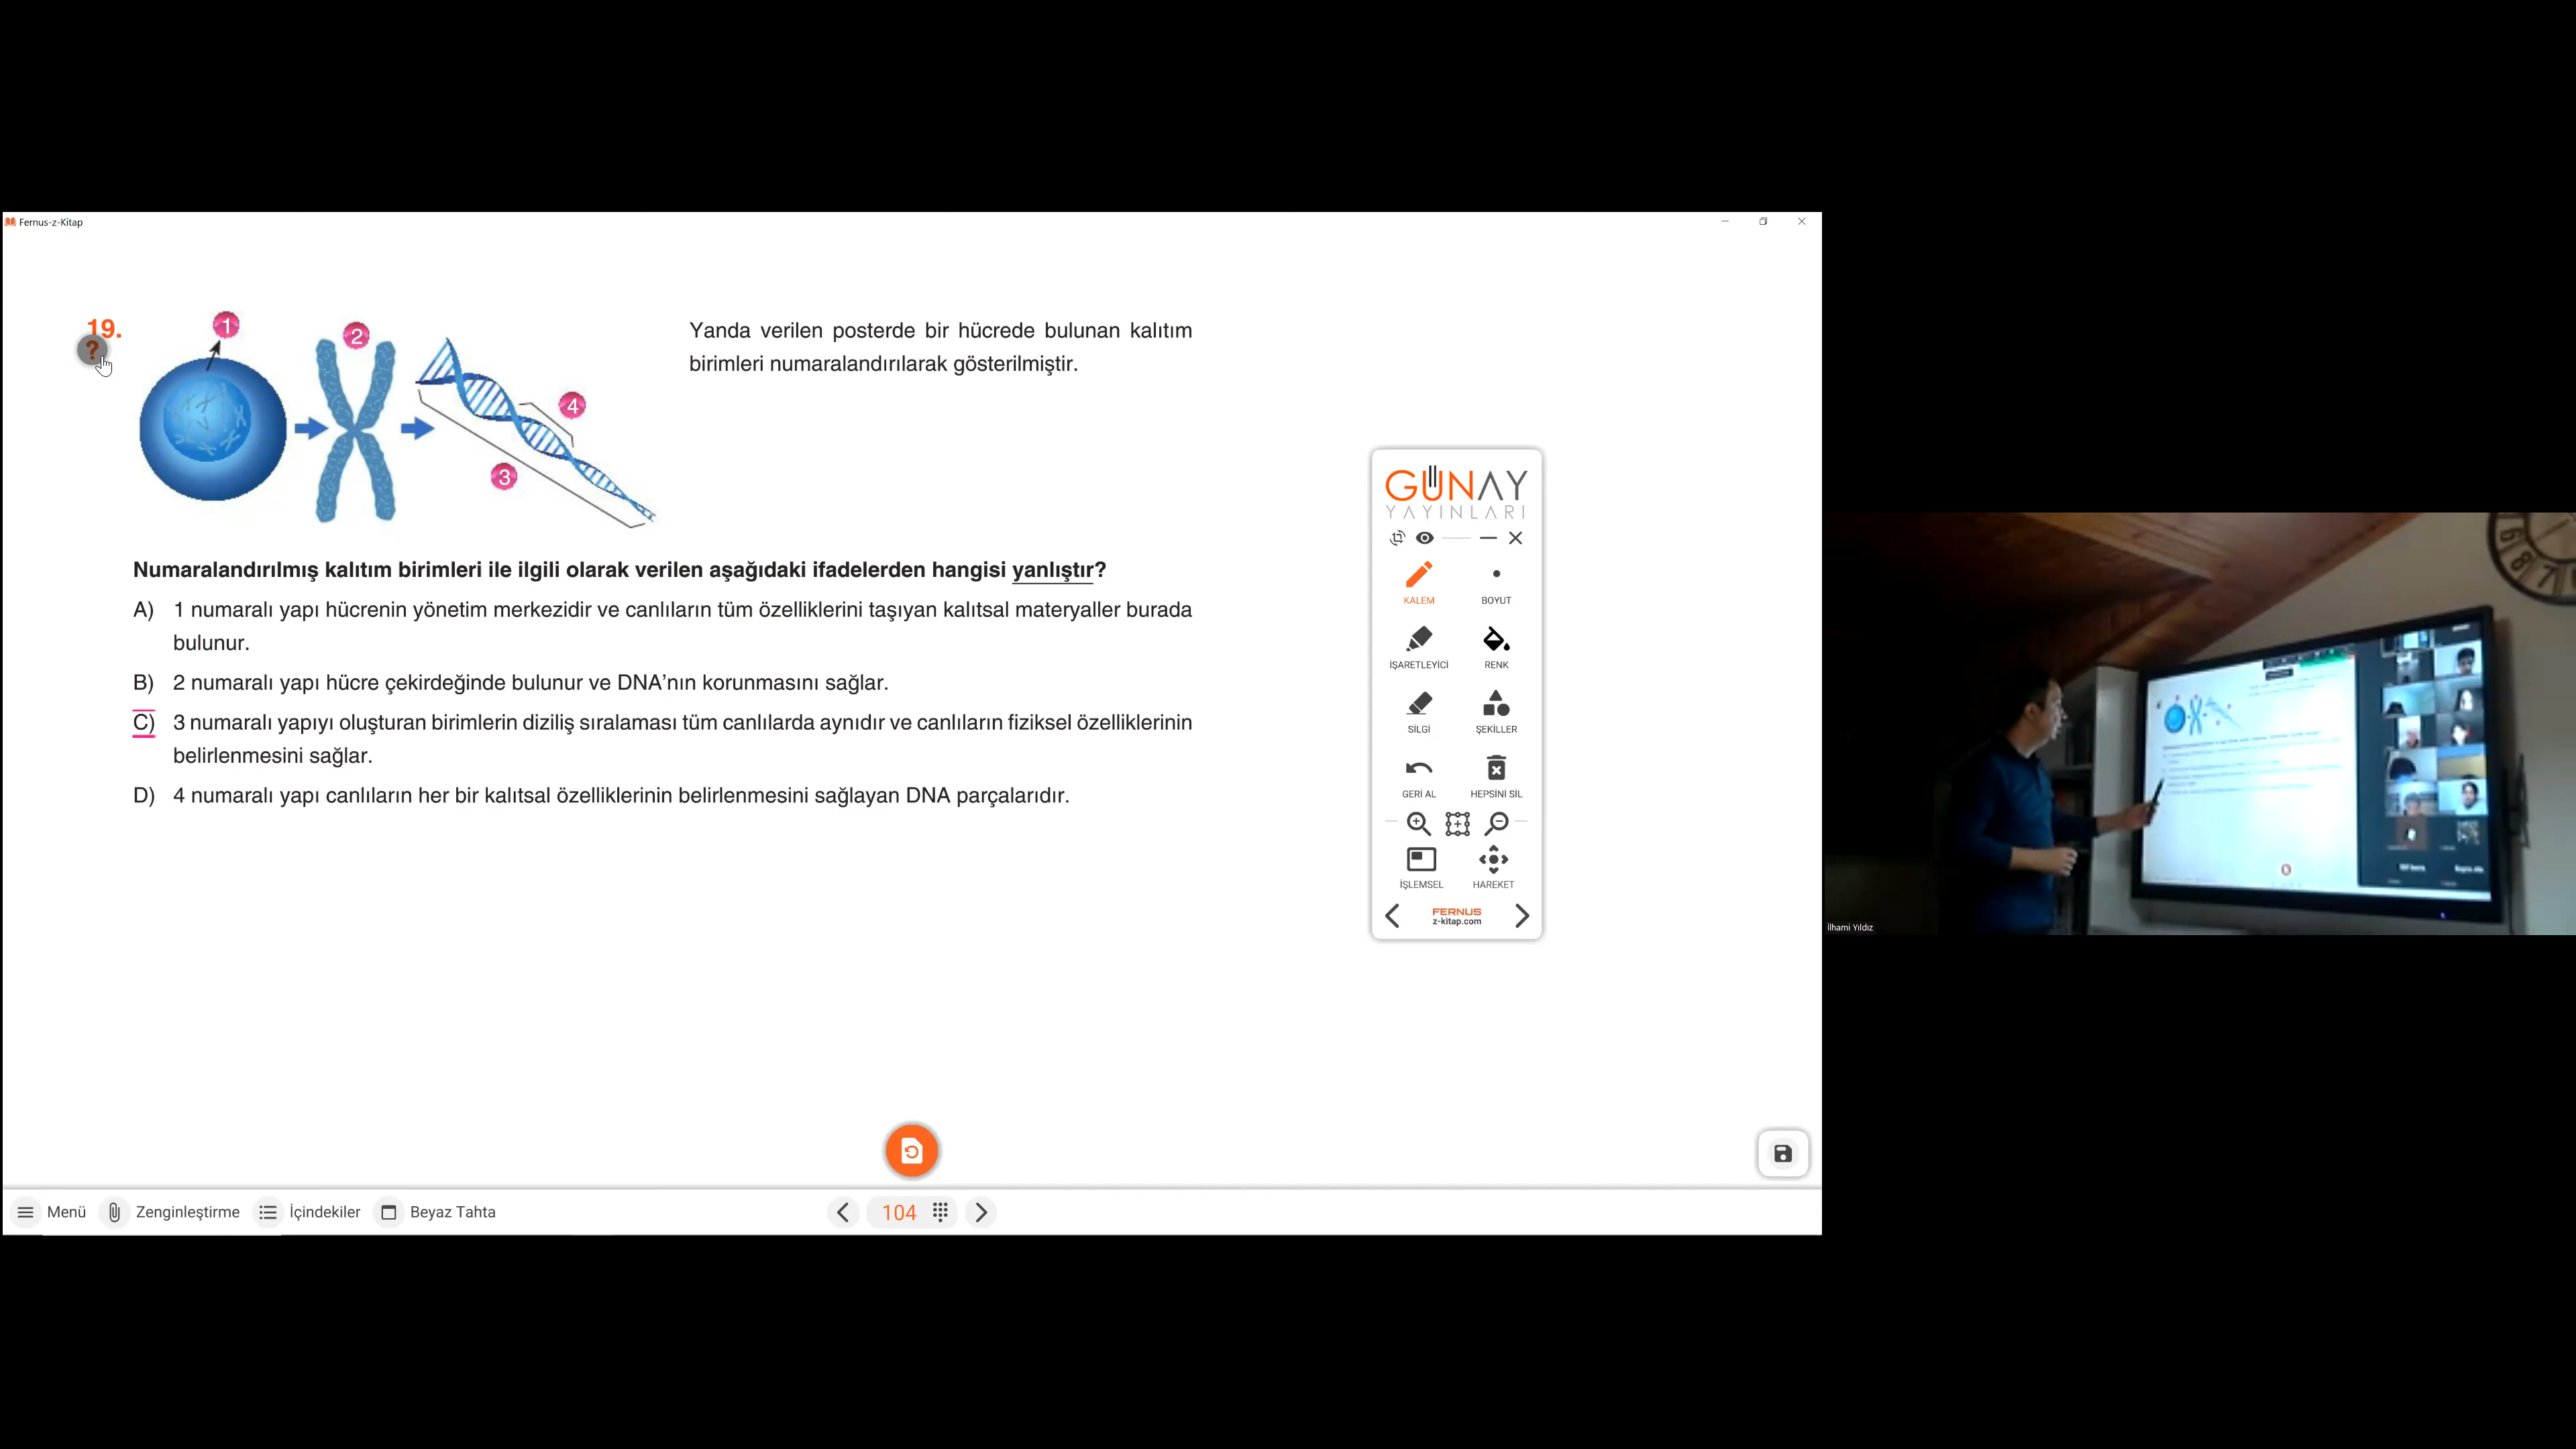 Fernus-z-Kitap
19.
?
1
2
3
4
Yanda verilen posterde bir hücrede bulunan kalıtım
birimleri numaralandırılarak gösterilmiştir.
Numaralandırılmış kalıtım birimleri ile ilgili olarak verilen aşağıdaki ifadelerden hangisi yanlıştır?
A) 1 numaralı yapı hücrenin yönetim merkezidir ve canlıların tüm özelliklerini taşıyan kalıtsal materyaller burada
bulunur.
B) 2 numaralı yapı hücre çekirdeğinde bulunur ve DNA’nın korunmasını sağlar.
C) 3 numaralı yapıyı oluşturan birimlerin diziliş sıralaması tüm canlılarda aynıdır ve canlıların fiziksel özelliklerinin
belirlenmesini sağlar.
D) 4 numaralı yapı canlıların her bir kalıtsal özelliklerinin belirlenmesini sağlayan DNA parçalarıdır.
GÜNAY
YAYINLARI
KALEM BOYUT
İŞARETLEYİCİ RENK
SİLGİ ŞEKİLLER
GERİ AL HEPSİNİ SİL
İŞLEMSEL HAREKET
FERNUS
z-kitap.com
Menü Zenginleştirme İçindekiler Beyaz Tahta
104
İlhami Yıldız